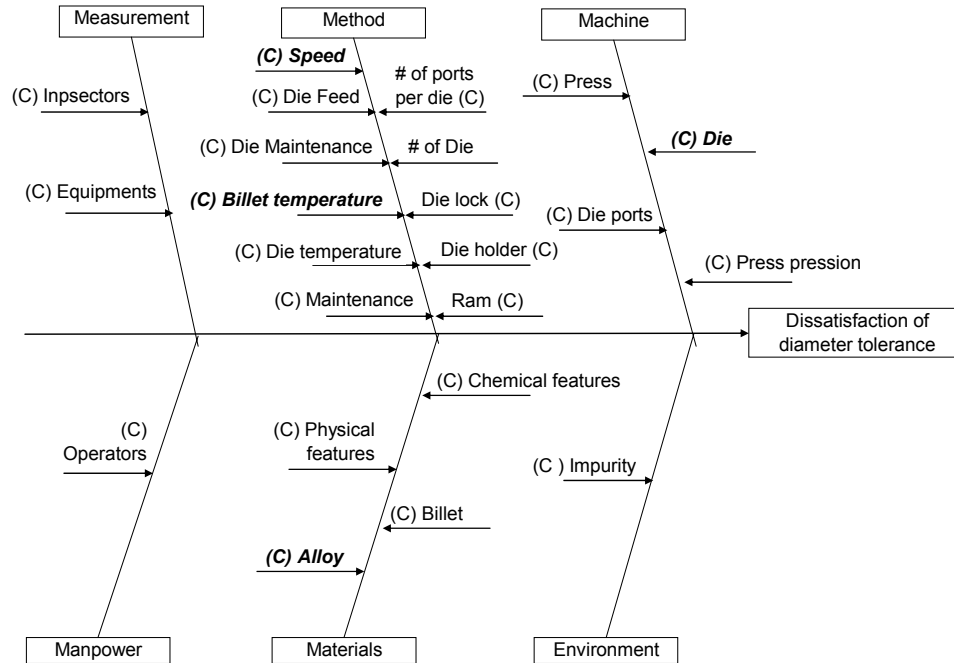 Measurement
Method
Machine
(C) Speed
(C) Inpsectors
(C) Die Feed
# of ports
per die (C)
(C) Press
(C) Die Maintenance
# of Die
(C) Die
(C) Equipments
(C) Billet temperature
Die lock (C)
(C) Die ports
(C) Die temperature
Die holder (C)
(C) Press pression
(C) Maintenance
Ram (C)
Dissatisfaction of
diameter tolerance
(C) Chemical features
(C)
Operators
(C) Physical
features
(C ) Impurity
(C) Billet
(C) Alloy
Manpower
Materials
Environment